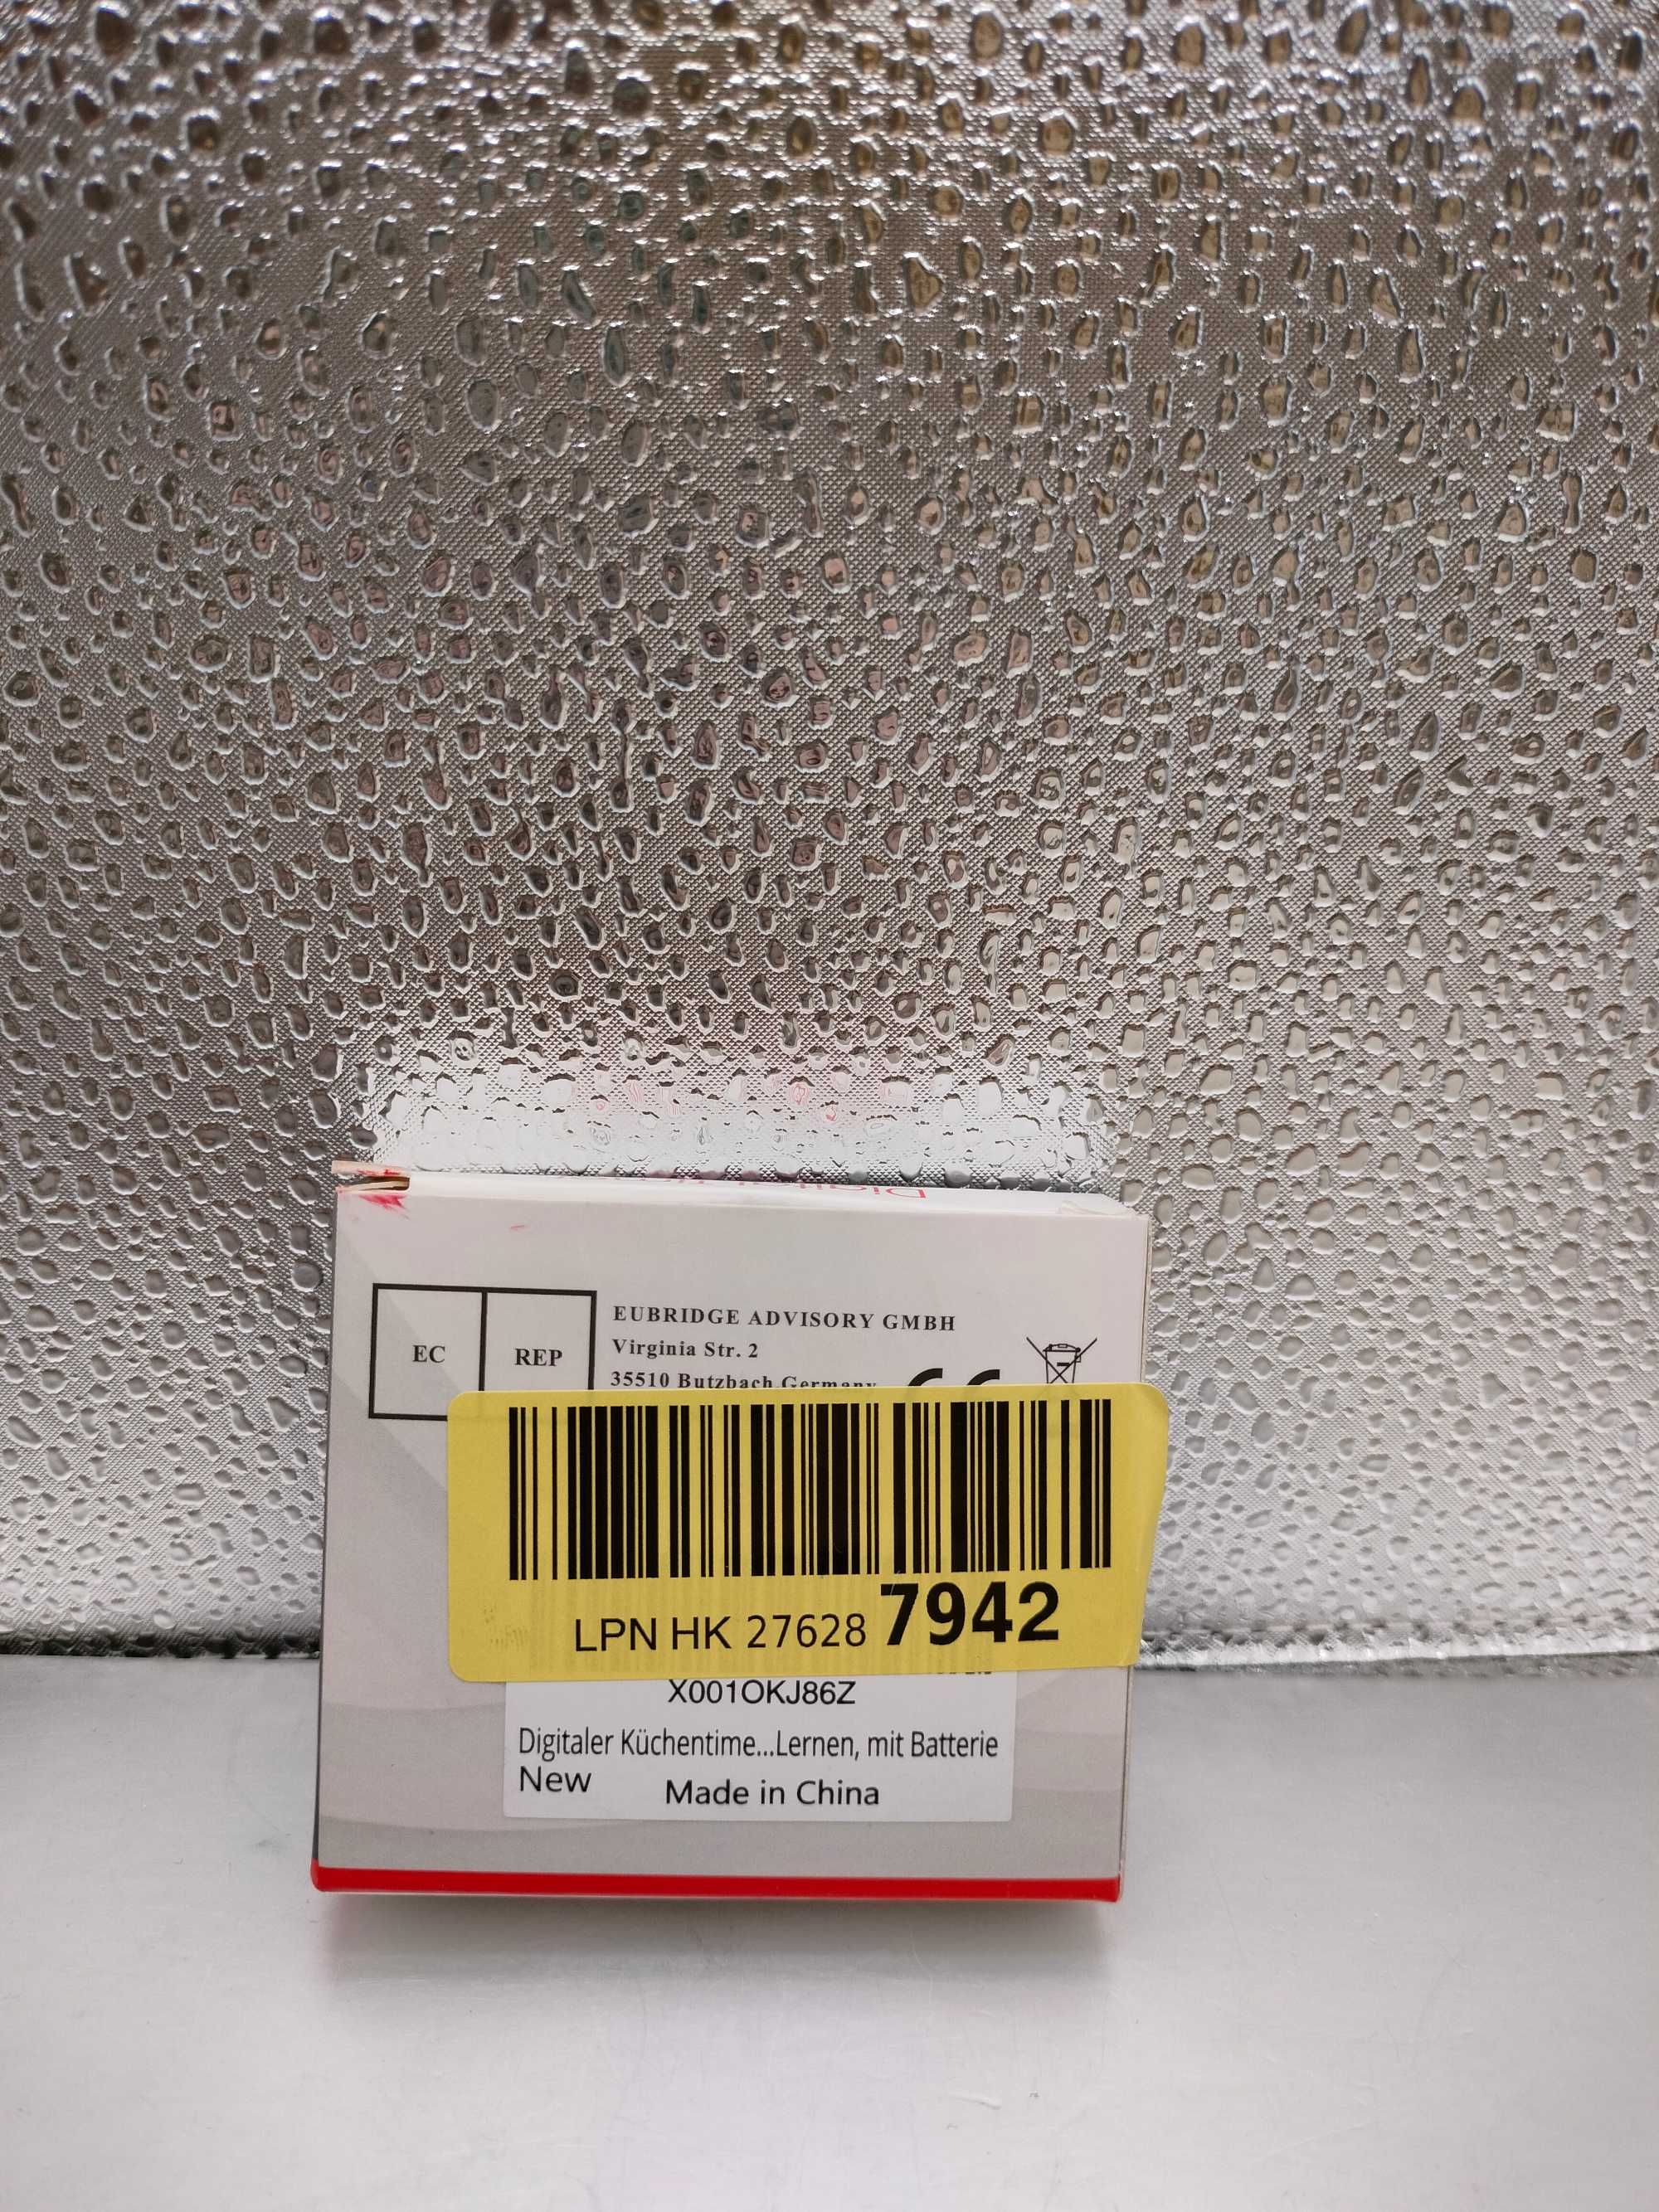 EC
REP
EUBRIDGE ADVISORY GMBH
Virginia Str. 2
35510 Butzbach,Germany
CE
LPN HK 27628 7942
X001OKJ86Z
Digitaler Küchentime...Lernen, mit Batterie
New
Made in China